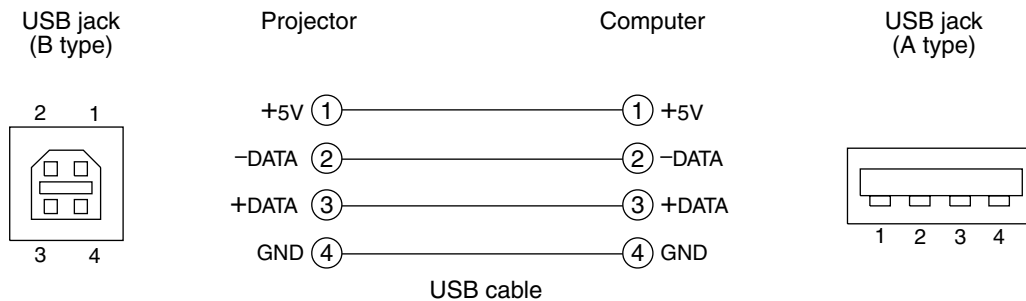 USB jack
(B type)
Projector
Computer
USB jack
(A type)
2 1
3 4
+5V 1 1 +5V
−DATA 2 2 −DATA
+DATA 3 3 +DATA
GND 4 4 GND
USB cable
1 2 3 4